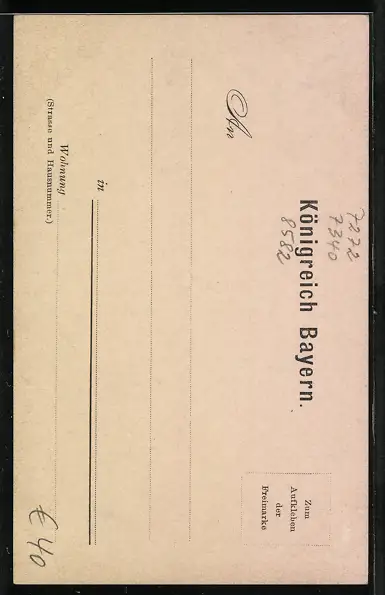 7272
7340
Königreich Bayern.
8582
Zum
Aufkleben
der
Freimarke
An
in
Wohnung
(Strasse und Hausnummer.)
€ 40